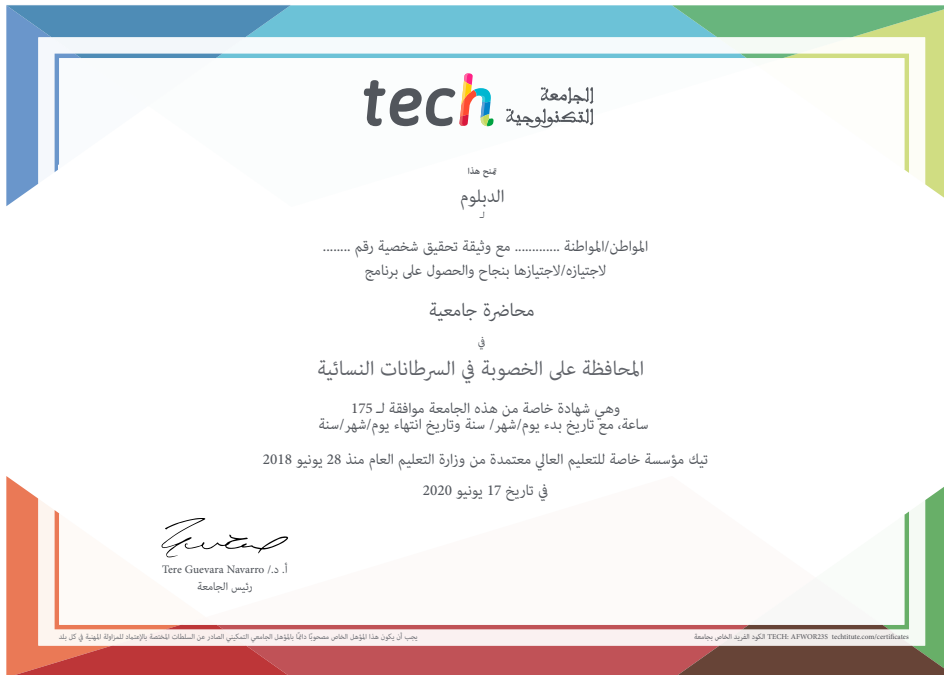 tech الجامعة
التكنولوجية
يمنح هذا
الدبلوم
لـ
المواطن/المواطنة ............. مع وثيقة تحقيق شخصية رقم ........
لاجتيازه/لاجتيازها بنجاح والحصول على برنامج
محاضرة جامعية
في
المحافظة على الخصوبة في السرطانات النسائية
وهي شهادة خاصة من هذه الجامعة موافقة لـ 175
ساعة، مع تاريخ بدء يوم/شهر/ سنة وتاريخ انتهاء يوم/شهر/سنة
تيك مؤسسة خاصة للتعليم العالي معتمدة من وزارة التعليم العام منذ 28 يونيو 2018
في تاريخ 17 يونيو 2020
أ. د./ Tere Guevara Navarro
رئيس الجامعة
يجب أن يكون هذا المؤهل الخاص مصحوبًا دائمًا بالمؤهل الجامعي التمكيني الصادر عن السلطات المختصة بالإعتماد للمزاولة المهنية في كل بلد
الكود الفريد الخاص بجامعة TECH: AFWOR235 techtitute.com/certificates